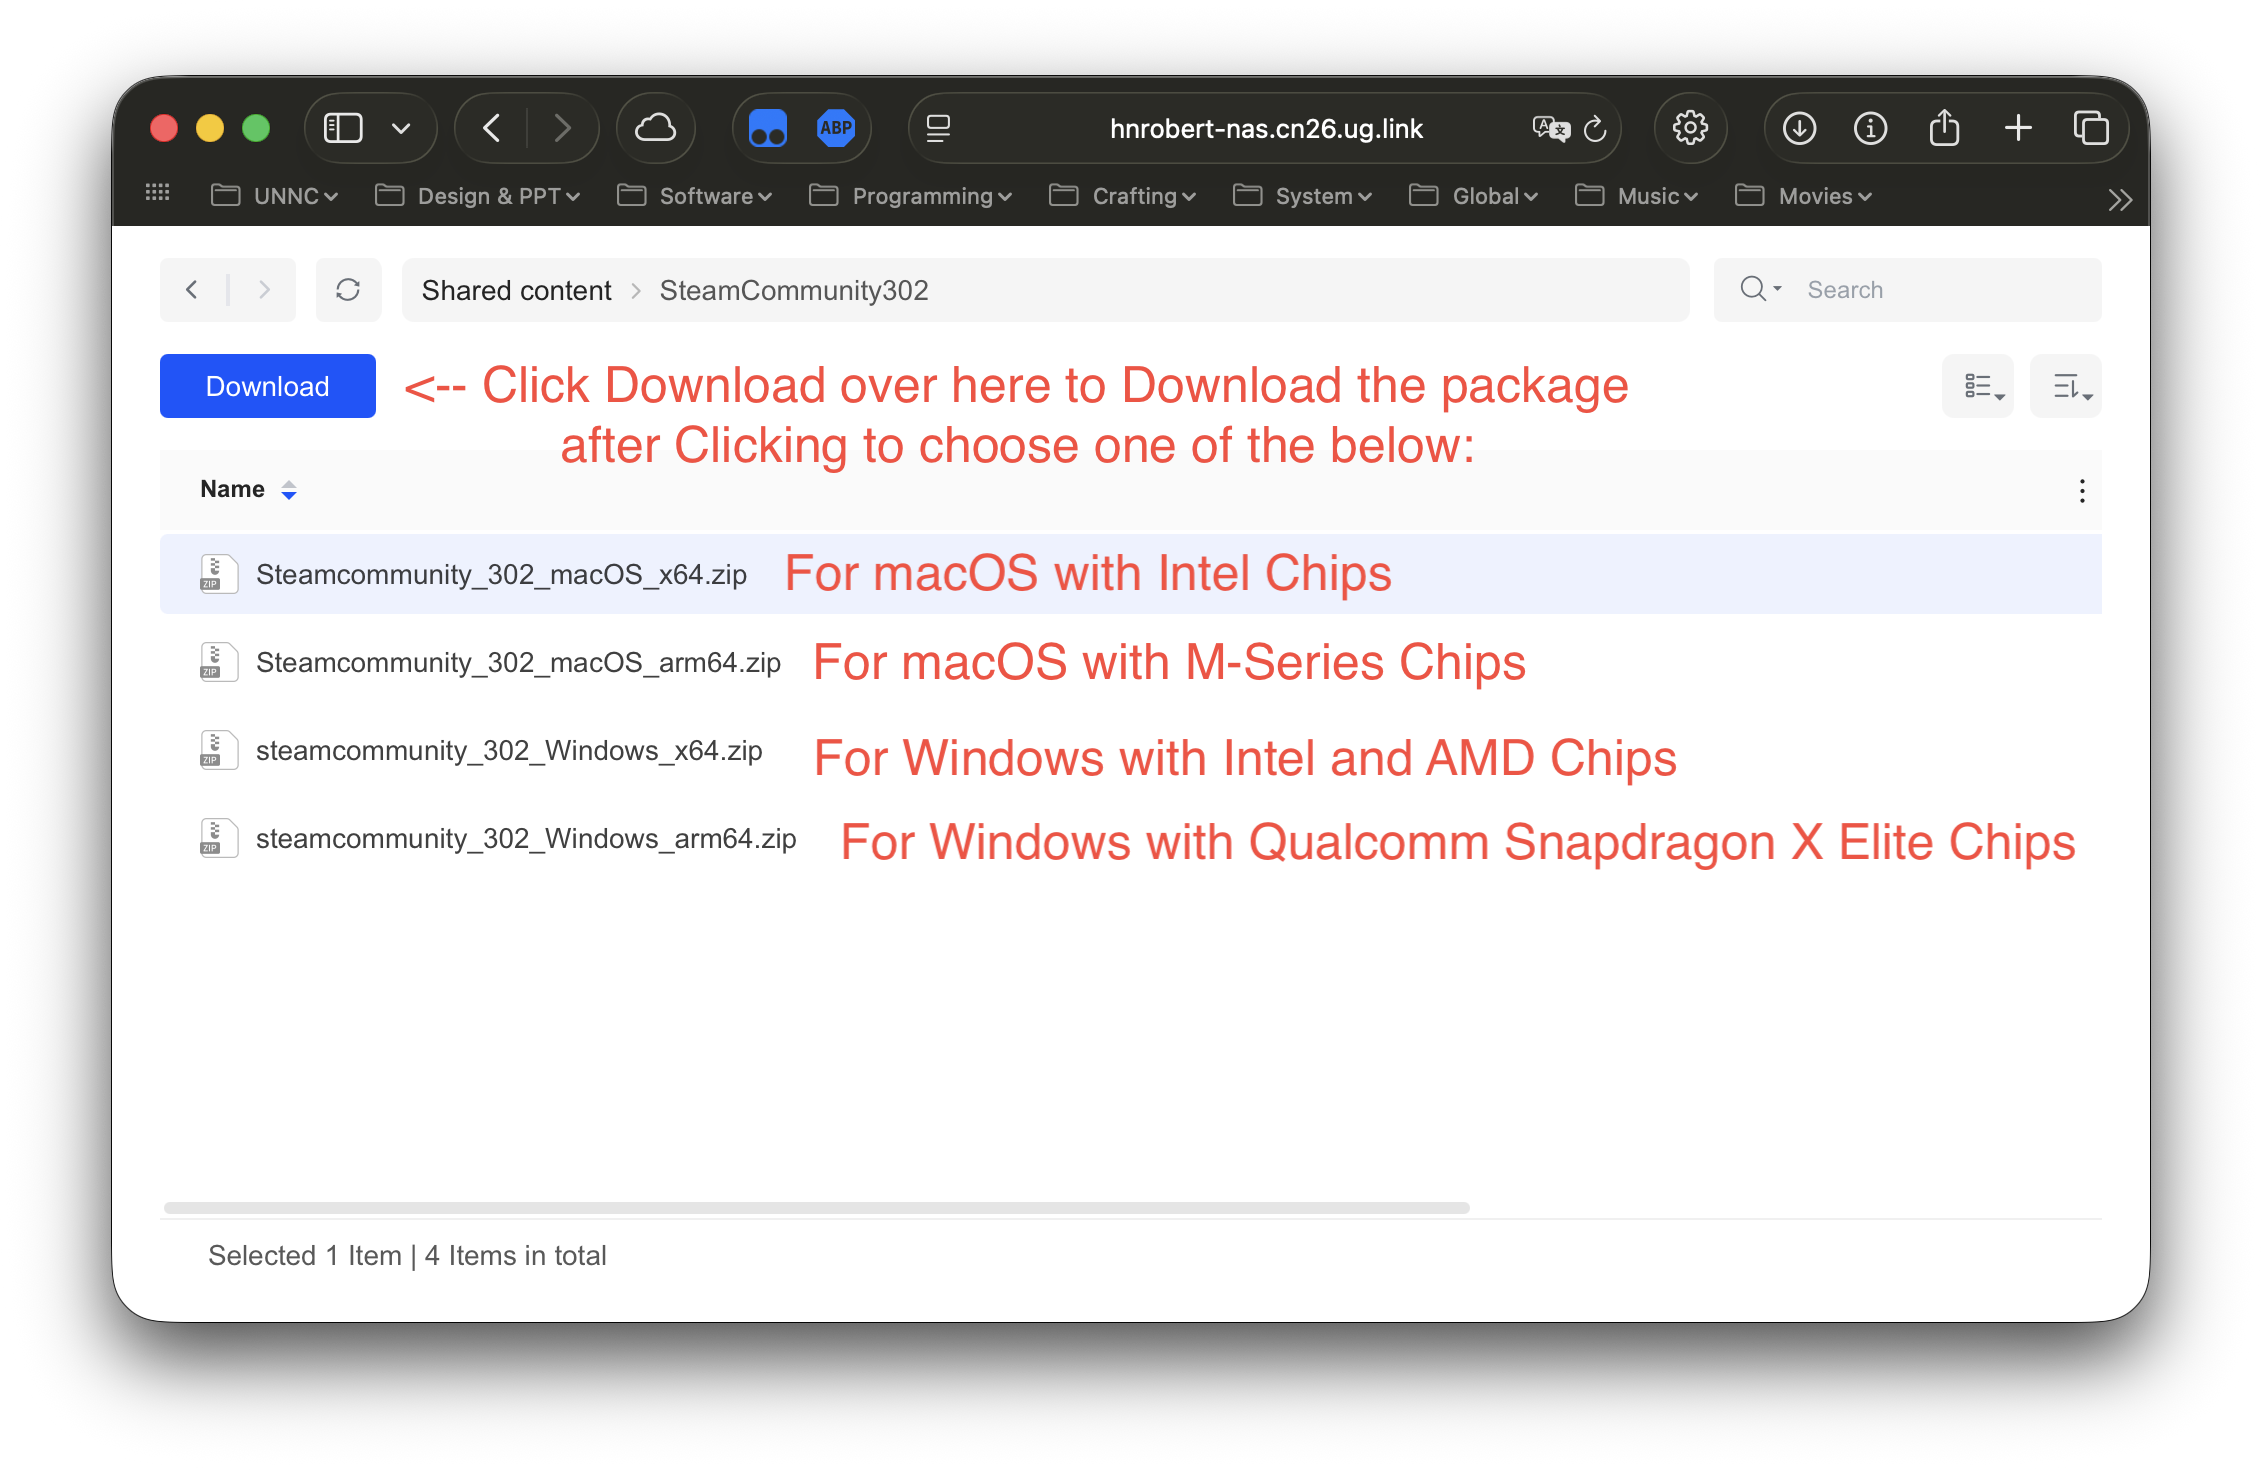 ABP
hnrobert-nas.cn26.ug.link
UNNC
Design & PPT
Software
Programming
Crafting
System
Global
Music
Movies
Shared content > SteamCommunity302
Search
Download
<-- Click Download over here to Download the package
after Clicking to choose one of the below:
Name
ZIP Steamcommunity_302_macOS_x64.zip For macOS with Intel Chips
ZIP Steamcommunity_302_macOS_arm64.zip For macOS with M-Series Chips
ZIP steamcommunity_302_Windows_x64.zip For Windows with Intel and AMD Chips
ZIP steamcommunity_302_Windows_arm64.zip For Windows with Qualcomm Snapdragon X Elite Chips
Selected 1 Item | 4 Items in total